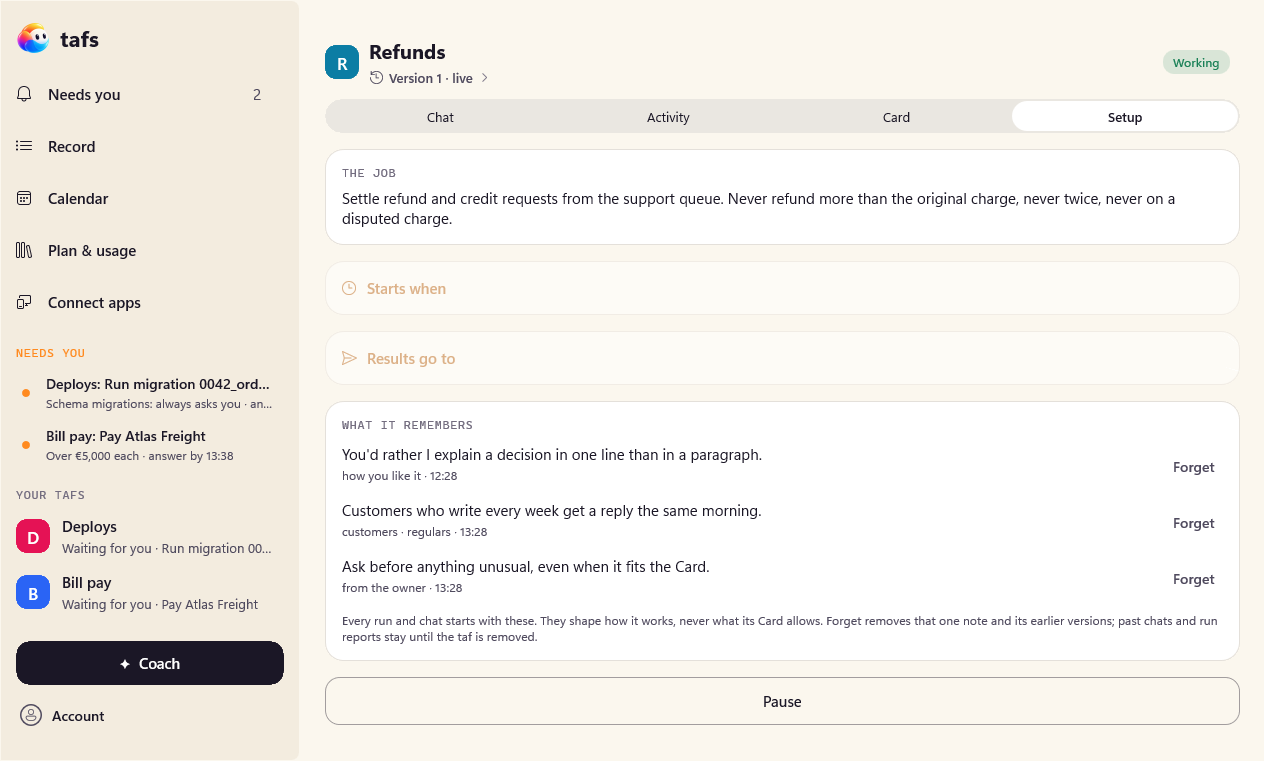 tafs
Needs you 2
Record
Calendar
Plan & usage
Connect apps
NEEDS YOU
Deploys: Run migration 0042_ord...
Schema migrations: always asks you · an...
Bill pay: Pay Atlas Freight
Over €5,000 each · answer by 13:38
YOUR TAFS
D
Deploys
Waiting for you · Run migration 00...
B
Bill pay
Waiting for you · Pay Atlas Freight
Coach
Account
R
Refunds
Version 1 · live
Working
Chat
Activity
Card
Setup
THE JOB
Settle refund and credit requests from the support queue. Never refund more than the original charge, never twice, never on a
disputed charge.
Starts when
Results go to
WHAT IT REMEMBERS
You'd rather I explain a decision in one line than in a paragraph.
how you like it · 12:28
Forget
Customers who write every week get a reply the same morning.
customers · regulars · 13:28
Forget
Ask before anything unusual, even when it fits the Card.
from the owner · 13:28
Forget
Every run and chat starts with these. They shape how it works, never what its Card allows. Forget removes that one note and its earlier versions; past chats and run
reports stay until the taf is removed.
Pause